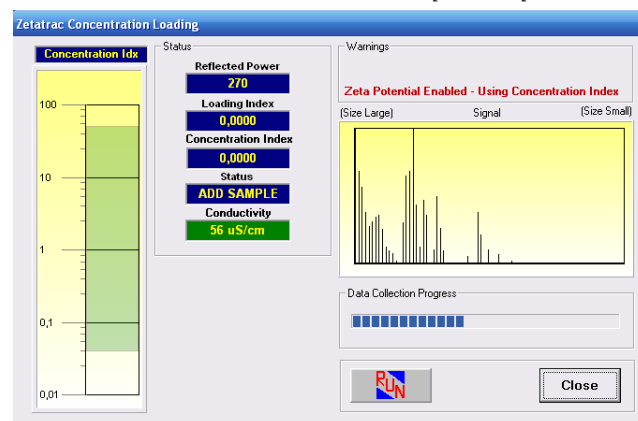 Zetatrac Concentration Loading
Concentration Idx
100
10
1
0,1
0,01
Status
Reflected Power
270
Loading Index
0,0000
Concentration Index
0,0000
Status
ADD SAMPLE
Conductivity
56 uS/cm
Warnings
Zeta Potential Enabled - Using Concentration Index
(Size Large) Signal (Size Small)
Data Collection Progress
RUN
Close